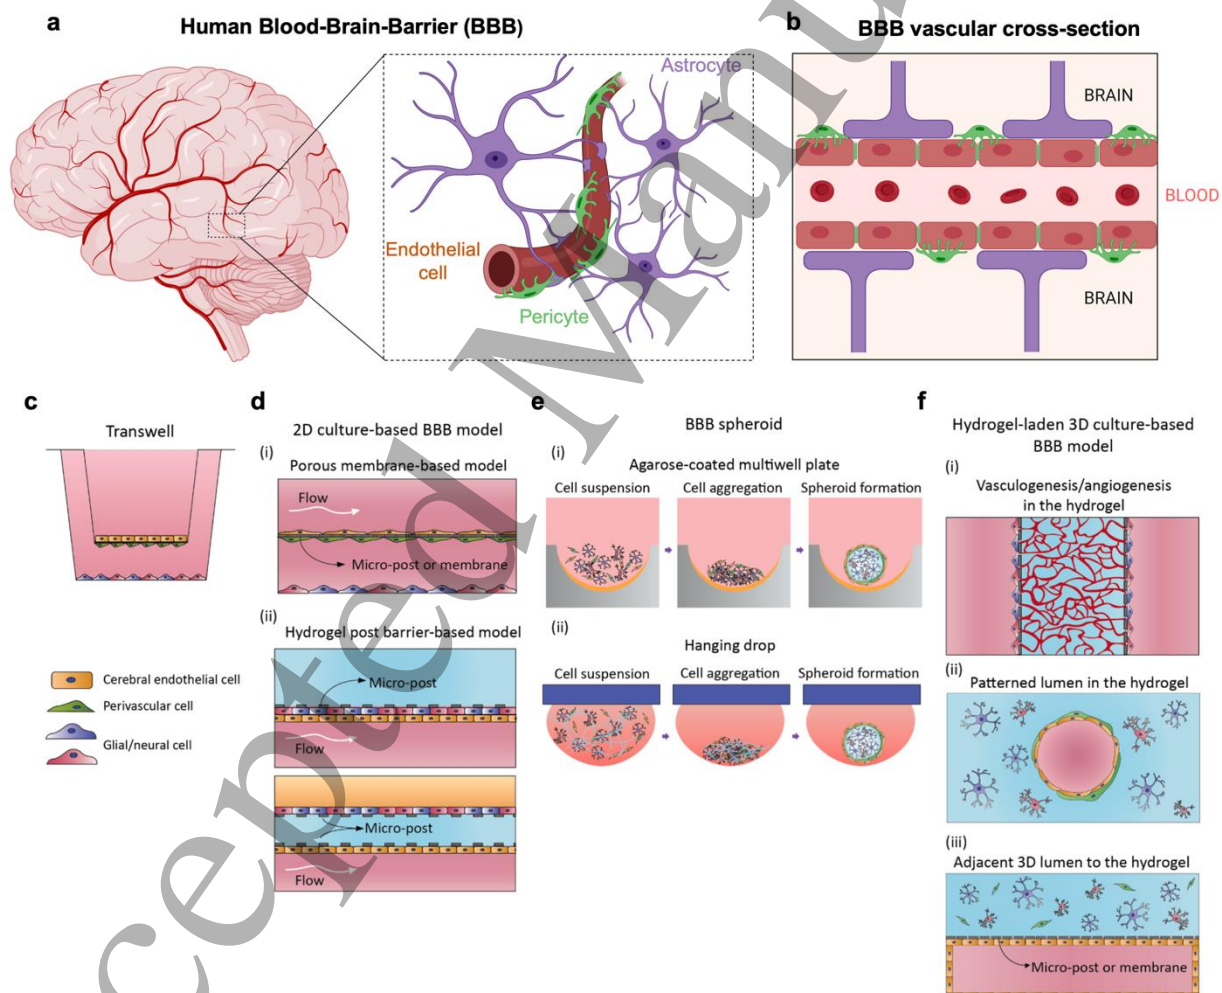 a
Human Blood-Brain-Barrier (BBB)
Astrocyte
Endothelial
cell
Pericyte
b
BBB vascular cross-section
BRAIN
BLOOD
BRAIN
c
Transwell
Cerebral endothelial cell
Perivascular cell
Glial/neural cell
d
2D culture-based BBB model
(i)
Porous membrane-based model
Flow
Micro-post or membrane
(ii)
Hydrogel post barrier-based model
Micro-post
Flow
Micro-post
Flow
e
BBB spheroid
(i)
Agarose-coated multiwell plate
Cell suspension
Cell aggregation
Spheroid formation
(ii)
Hanging drop
Cell suspension
Cell aggregation
Spheroid formation
f
Hydrogel-laden 3D culture-based
BBB model
(i)
Vasculogenesis/angiogenesis
in the hydrogel
(ii)
Patterned lumen in the hydrogel
(iii)
Adjacent 3D lumen to the hydrogel
Micro-post or membrane
cepted Manu